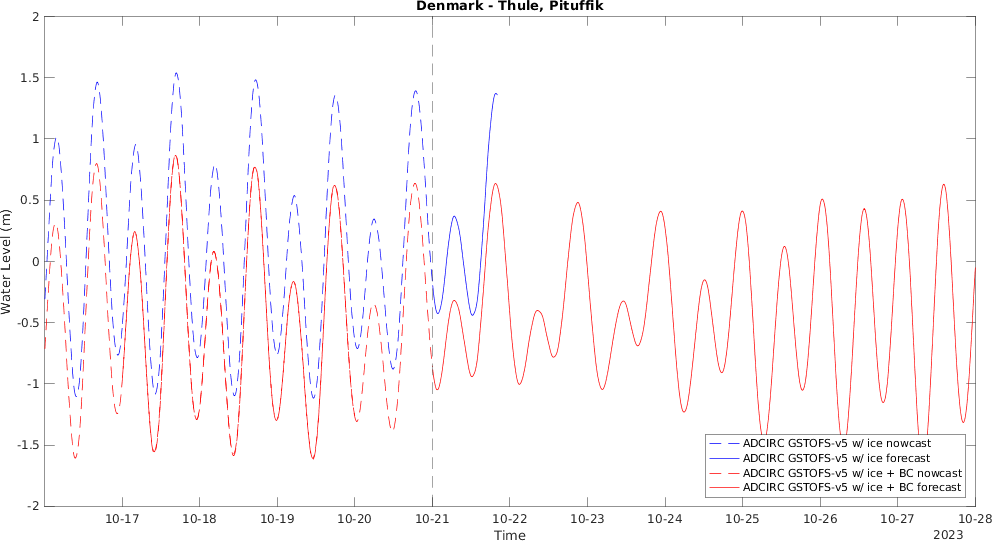 Denmark - Thule, Pituffik
Water Level (m)
2
1.5
1
0.5
0
-0.5
-1
-1.5
-2
ADCIRC GSTOFS-v5 w/ ice nowcast
ADCIRC GSTOFS-v5 w/ ice forecast
ADCIRC GSTOFS-v5 w/ ice + BC nowcast
ADCIRC GSTOFS-v5 w/ ice + BC forecast
10-17 10-18 10-19 10-20 10-21 10-22 10-23 10-24 10-25 10-26 10-27 10-28
Time
2023